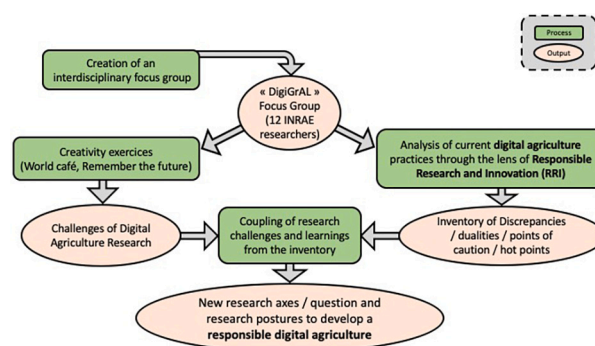 Process
Output
Creation of an
interdisciplinary focus group
« DigiGrAL »
Focus Group
(12 INRAE
researchers)
Creativity exercices
(World café, Remember the future)
Analysis of current digital agriculture
practices through the lens of Responsible
Research and Innovation (RRI)
Challenges of Digital
Agriculture Research
Coupling of research
challenges and learnings
from the inventory
Inventory of Discrepancies
/ dualities / points of
caution / hot points
New research axes / question and
research postures to develop a
responsible digital agriculture